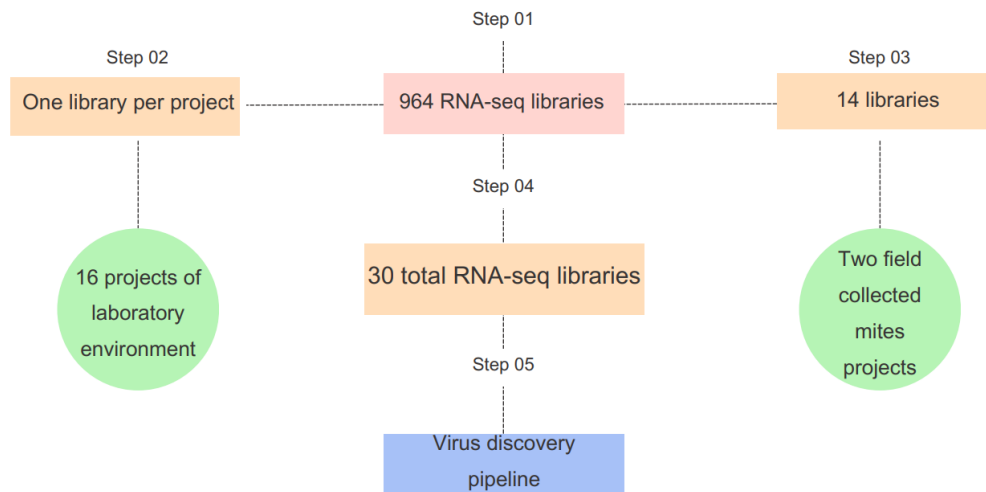 Step 01
Step 02
Step 03
One library per project
964 RNA-seq libraries
14 libraries
Step 04
16 projects of
laboratory
environment
30 total RNA-seq libraries
Two field
collected
mites
projects
Step 05
Virus discovery
pipeline